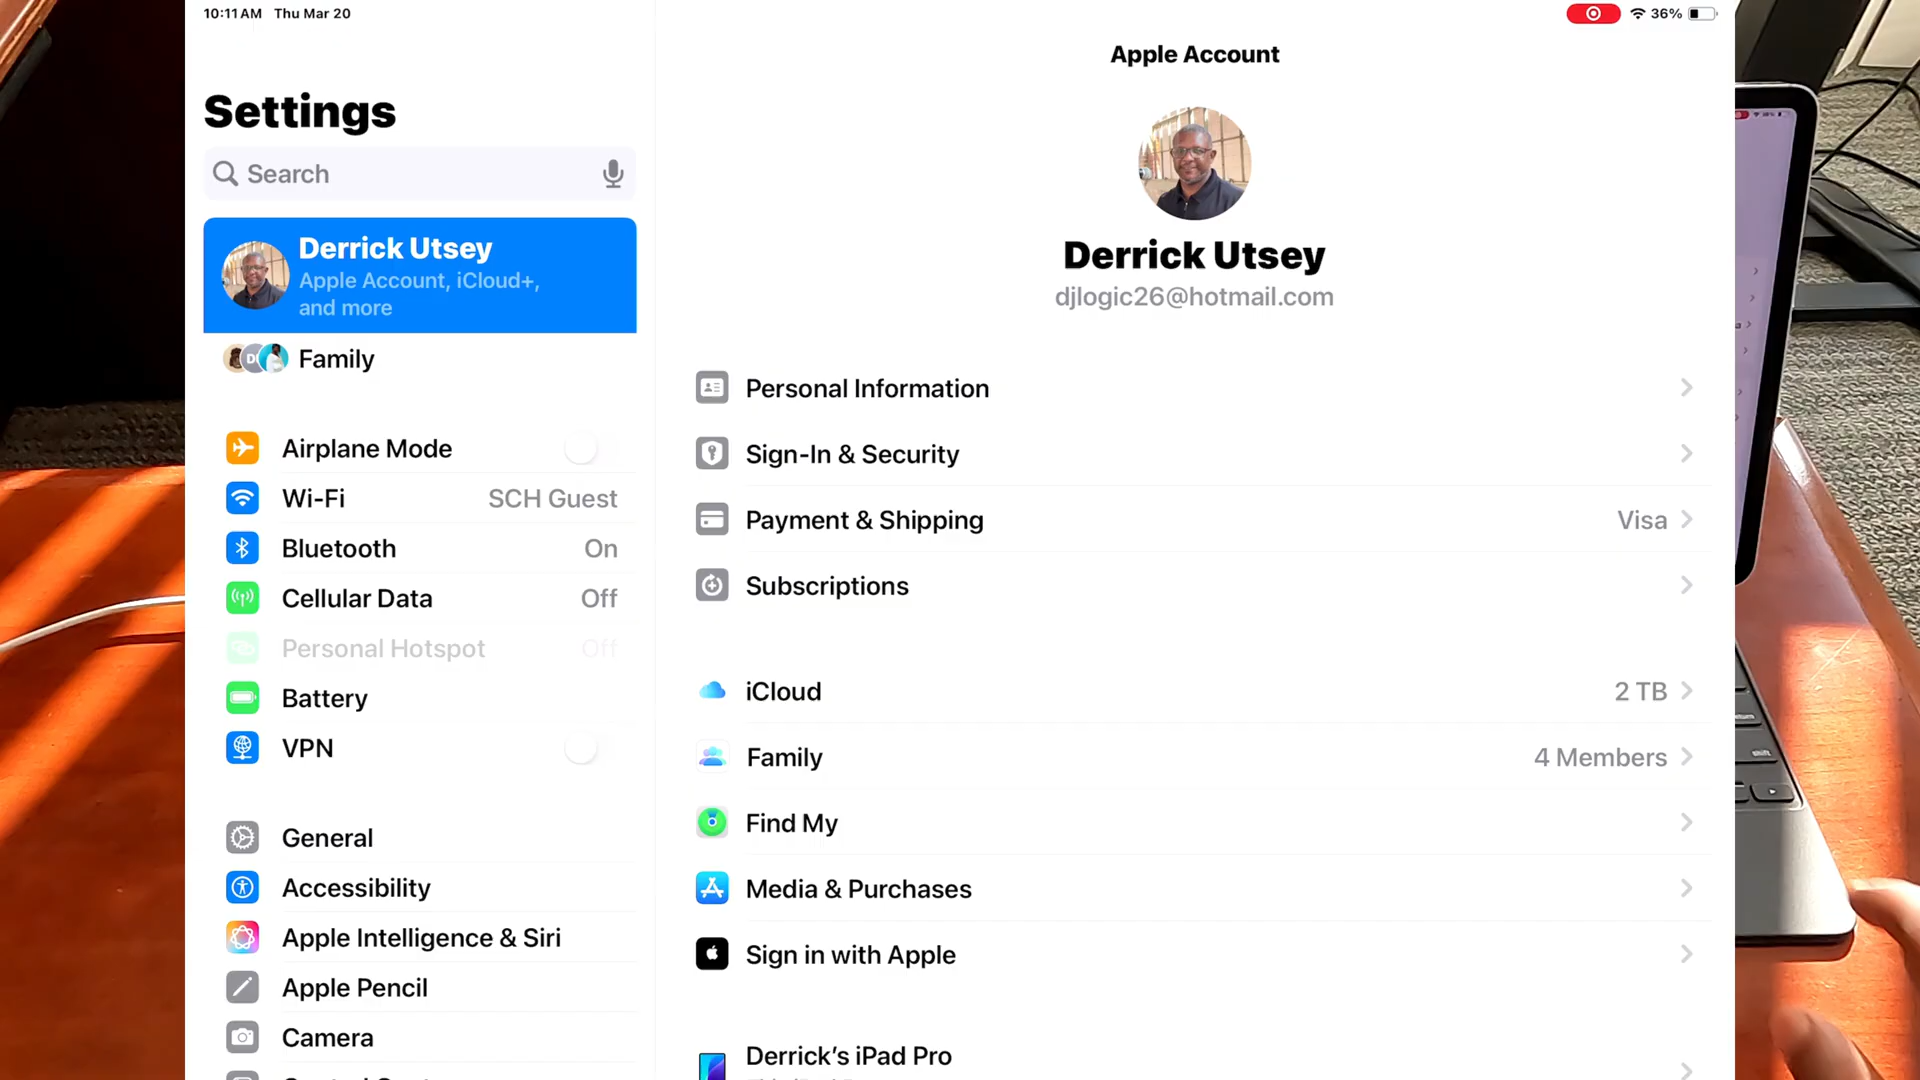 10:11 AM Thu Mar 20
36%
Settings
Search
Derrick Utsey
Apple Account, iCloud+,
and more
Family
Airplane Mode
Wi-Fi SCH Guest
Bluetooth On
Cellular Data Off
Personal Hotspot Off
Battery
VPN
General
Accessibility
Apple Intelligence & Siri
Apple Pencil
Camera
Apple Account
Derrick Utsey
djlogic26@hotmail.com
Personal Information
Sign-In & Security
Payment & Shipping Visa
Subscriptions
iCloud 2 TB
Family 4 Members
Find My
Media & Purchases
Sign in with Apple
Derrick’s iPad Pro
shift